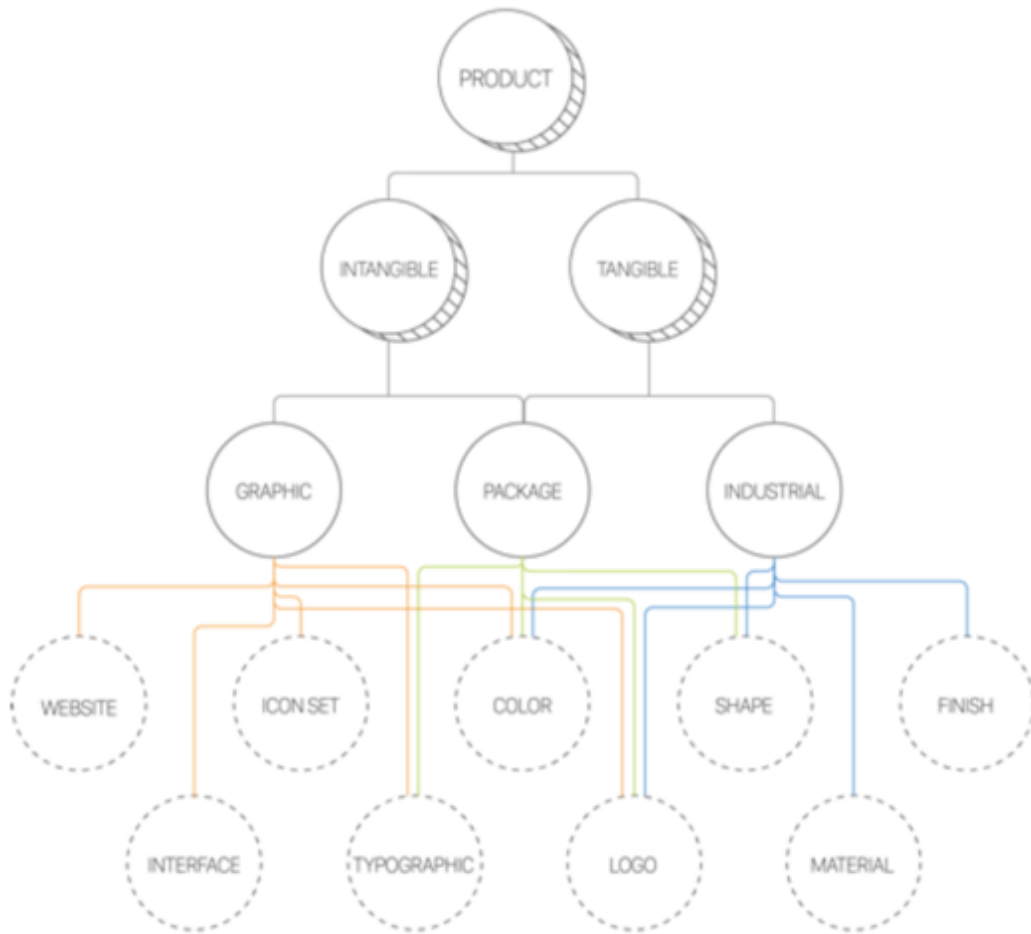 PRODUCT
INTANGIBLE
TANGIBLE
GRAPHIC
PACKAGE
INDUSTRIAL
WEBSITE
ICON SET
COLOR
SHAPE
FINISH
INTERFACE
TYPOGRAPHIC
LOGO
MATERIAL